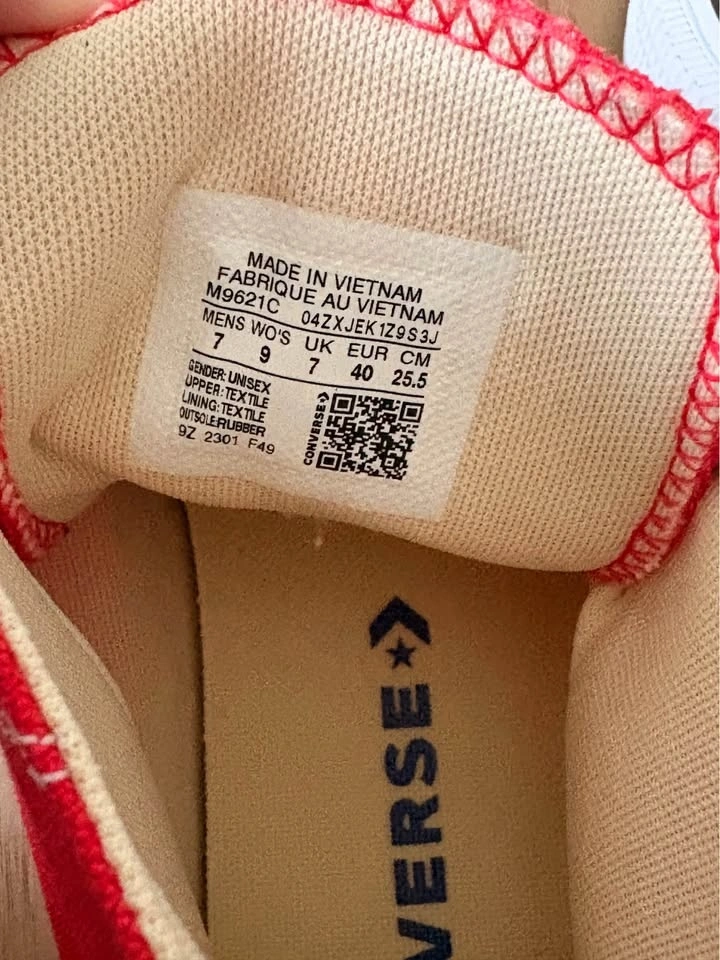 MADE IN VIETNAM
FABRIQUE AU VIETNAM
M9621C 04ZXJEK1Z9S3J
MENS WO'S UK EUR CM
7 9 7 40 25.5
GENDER: UNISEX
UPPER: TEXTILE
LINING: TEXTILE
OUTSOLE:RUBBER
9Z 2301 F49
CONVERSE
VERSE